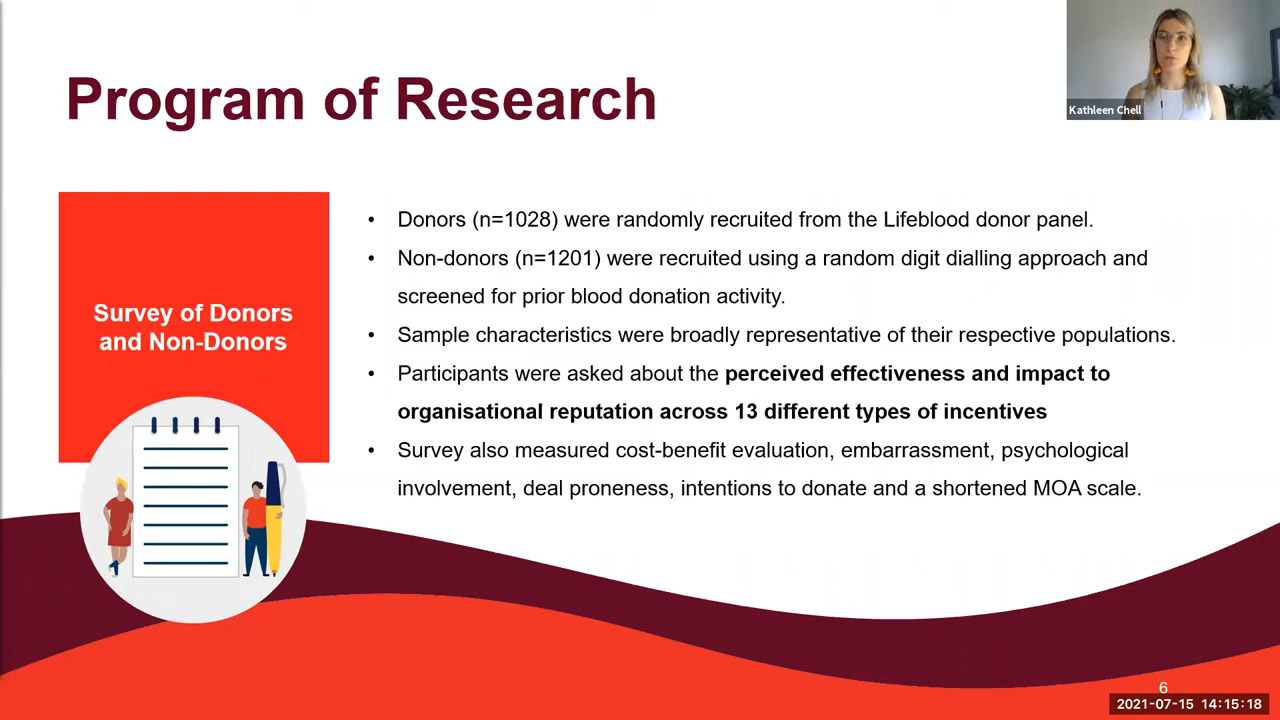 Program of Research
Kathleen Chell
Survey of Donors
and Non-Donors
• Donors (n=1028) were randomly recruited from the Lifeblood donor panel.
• Non-donors (n=1201) were recruited using a random digit dialling approach and
screened for prior blood donation activity.
• Sample characteristics were broadly representative of their respective populations.
• Participants were asked about the perceived effectiveness and impact to
organisational reputation across 13 different types of incentives
• Survey also measured cost-benefit evaluation, embarrassment, psychological
involvement, deal proneness, intentions to donate and a shortened MOA scale.
6
2021-07-15 14:15:18